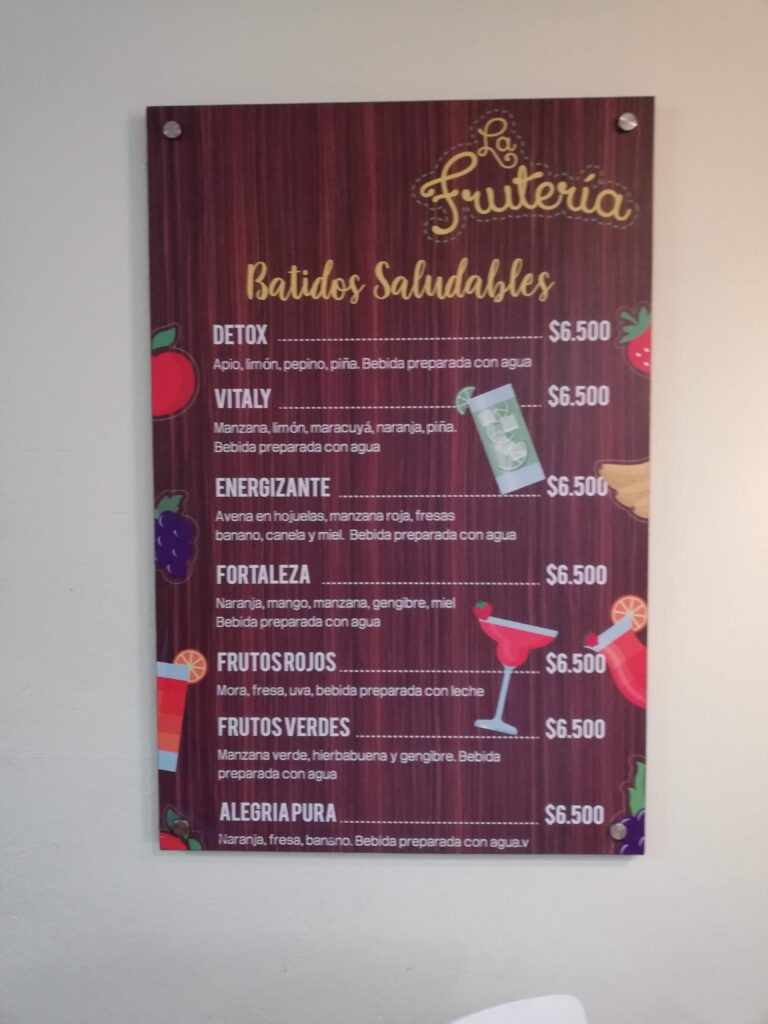 La
Frutería
Batidos Saludables
DETOX $6.500
Apio, limón, pepino, piña. Bebida preparada con agua
VITALY $6.500
Manzana, limón, maracuyá, naranja, piña.
Bebida preparada con agua
ENERGIZANTE $6.500
Avena en hojuelas, manzana roja, fresas
banano, canela y miel. Bebida preparada con agua
FORTALEZA $6.500
Naranja, mango, manzana, gengibre, miel
Bebida preparada con agua
FRUTOS ROJOS $6.500
Mora, fresa, uva, bebida preparada con leche
FRUTOS VERDES $6.500
Manzana verde, hierbabuena y gengibre. Bebida
preparada con agua
ALEGRIA PURA $6.500
Naranja, fresa, banano. Bebida preparada con agua.v